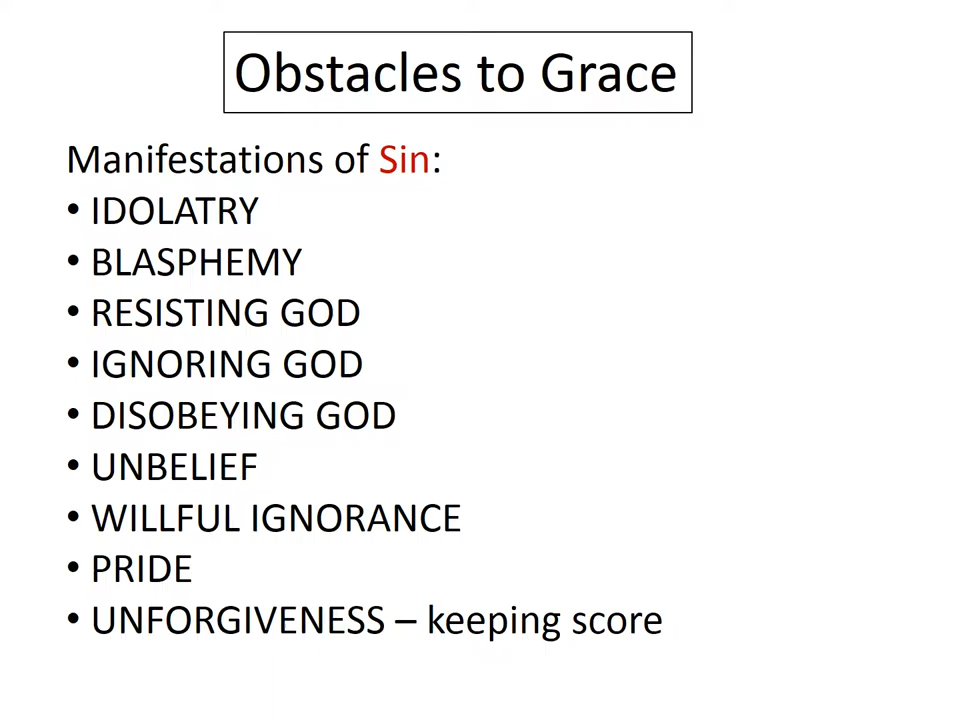 Obstacles to Grace
Manifestations of Sin:
• IDOLATRY
• BLASPHEMY
• RESISTING GOD
• IGNORING GOD
• DISOBEYING GOD
• UNBELIEF
• WILLFUL IGNORANCE
• PRIDE
• UNFORGIVENESS – keeping score